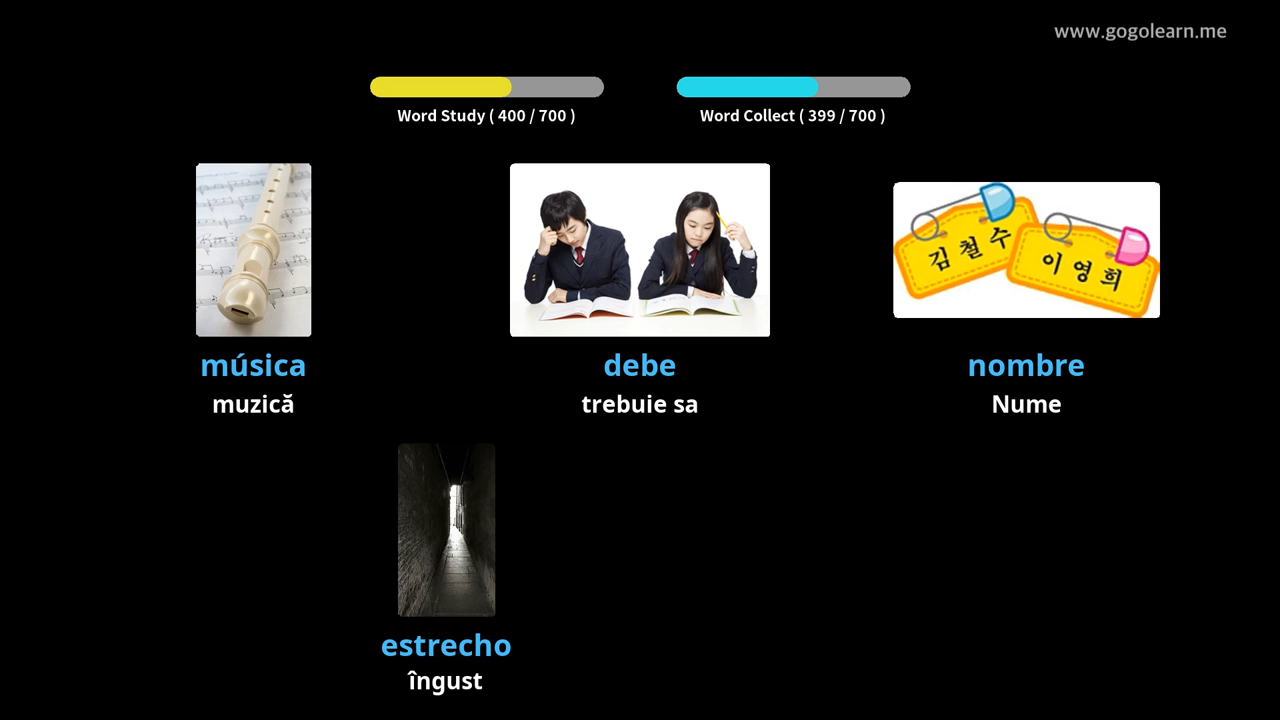 www.gogolearn.me
Word Study ( 400 / 700 )
Word Collect ( 399 / 700 )
김철수
이영희
música
debe
nombre
muzică
trebuie sa
Nume
estrecho
îngust